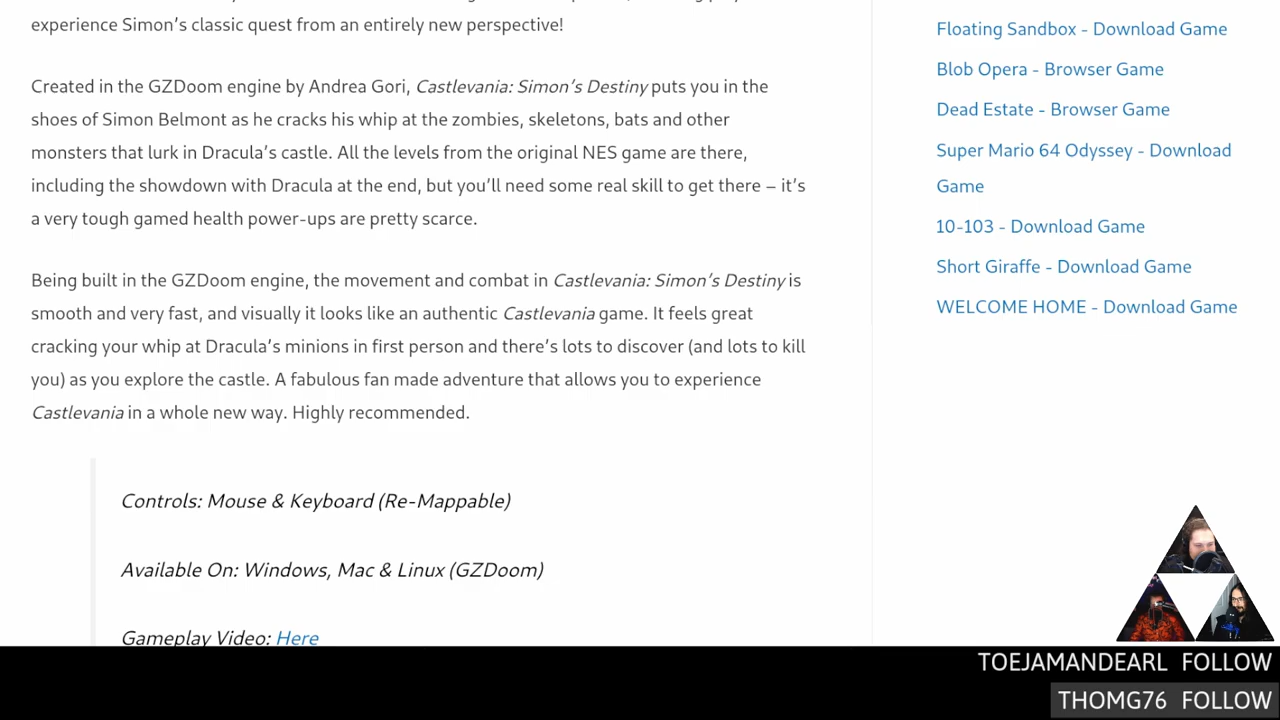 experience Simon's classic quest from an entirely new perspective!
Created in the GZDoom engine by Andrea Gori, Castlevania: Simon's Destiny puts you in the
shoes of Simon Belmont as he cracks his whip at the zombies, skeletons, bats and other
monsters that lurk in Dracula's castle. All the levels from the original NES game are there,
including the showdown with Dracula at the end, but you'll need some real skill to get there – it's
a very tough gamed health power-ups are pretty scarce.
Being built in the GZDoom engine, the movement and combat in Castlevania: Simon's Destiny is
smooth and very fast, and visually it looks like an authentic Castlevania game. It feels great
cracking your whip at Dracula's minions in first person and there's lots to discover (and lots to kill
you) as you explore the castle. A fabulous fan made adventure that allows you to experience
Castlevania in a whole new way. Highly recommended.
Controls: Mouse & Keyboard (Re-Mappable)
Available On: Windows, Mac & Linux (GZDoom)
Gameplay Video: Here
Floating Sandbox - Download Game
Blob Opera - Browser Game
Dead Estate - Browser Game
Super Mario 64 Odyssey - Download
Game
10-103 - Download Game
Short Giraffe - Download Game
WELCOME HOME - Download Game
TOEJAMANDEARL FOLLOW
THOMG76 FOLLOW